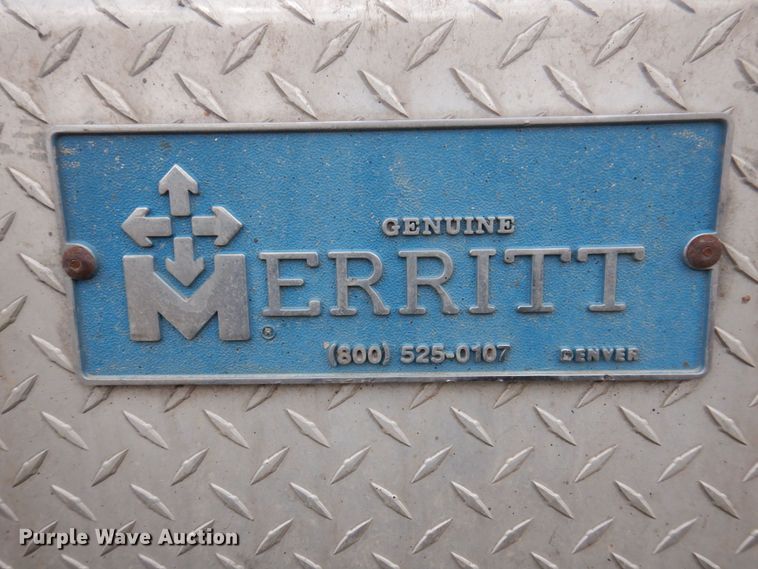 GENUINE
MERRITT
®
(800) 525-0107 DENVER
Purple Wave Auction